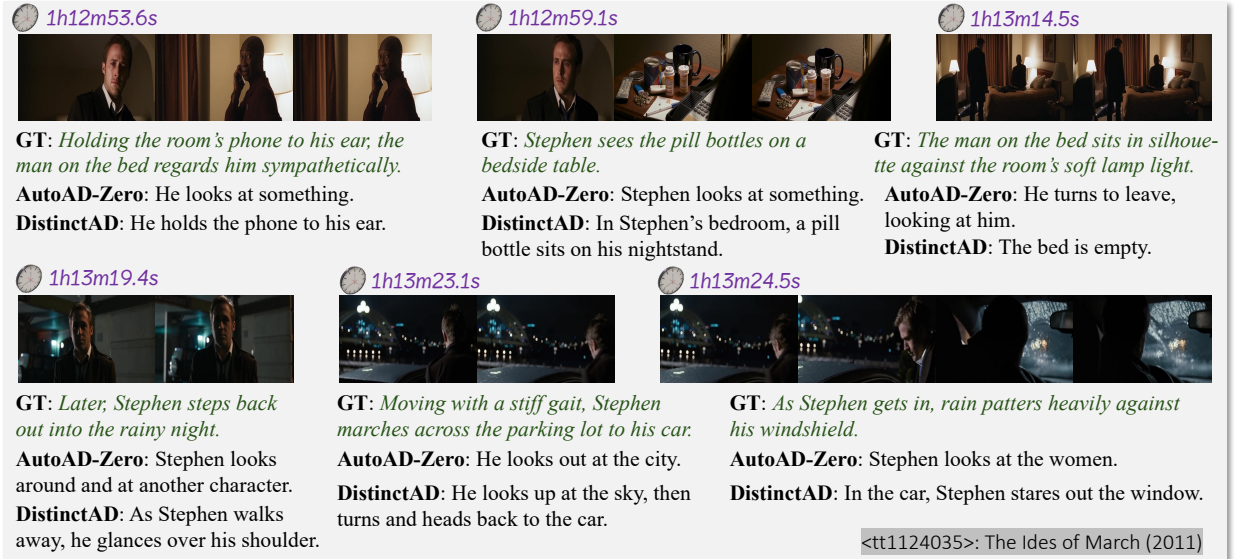 1h12m53.6s
GT: Holding the room's phone to his ear, the
man on the bed regards him sympathetically.
AutoAD-Zero: He looks at something.
DistinctAD: He holds the phone to his ear.
1h12m59.1s
GT: Stephen sees the pill bottles on a
bedside table.
AutoAD-Zero: Stephen looks at something.
DistinctAD: In Stephen's bedroom, a pill
bottle sits on his nightstand.
1h13m14.5s
GT: The man on the bed sits in silhoue-
tte against the room's soft lamp light.
AutoAD-Zero: He turns to leave,
looking at him.
DistinctAD: The bed is empty.
1h13m19.4s
GT: Later, Stephen steps back
out into the rainy night.
AutoAD-Zero: Stephen looks
around and at another character.
DistinctAD: As Stephen walks
away, he glances over his shoulder.
1h13m23.1s
GT: Moving with a stiff gait, Stephen
marches across the parking lot to his car.
AutoAD-Zero: He looks out at the city.
DistinctAD: He looks up at the sky, then
turns and heads back to the car.
1h13m24.5s
GT: As Stephen gets in, rain patters heavily against
his windshield.
AutoAD-Zero: Stephen looks at the women.
DistinctAD: In the car, Stephen stares out the window.
<tt1124035>: The Ides of March (2011)